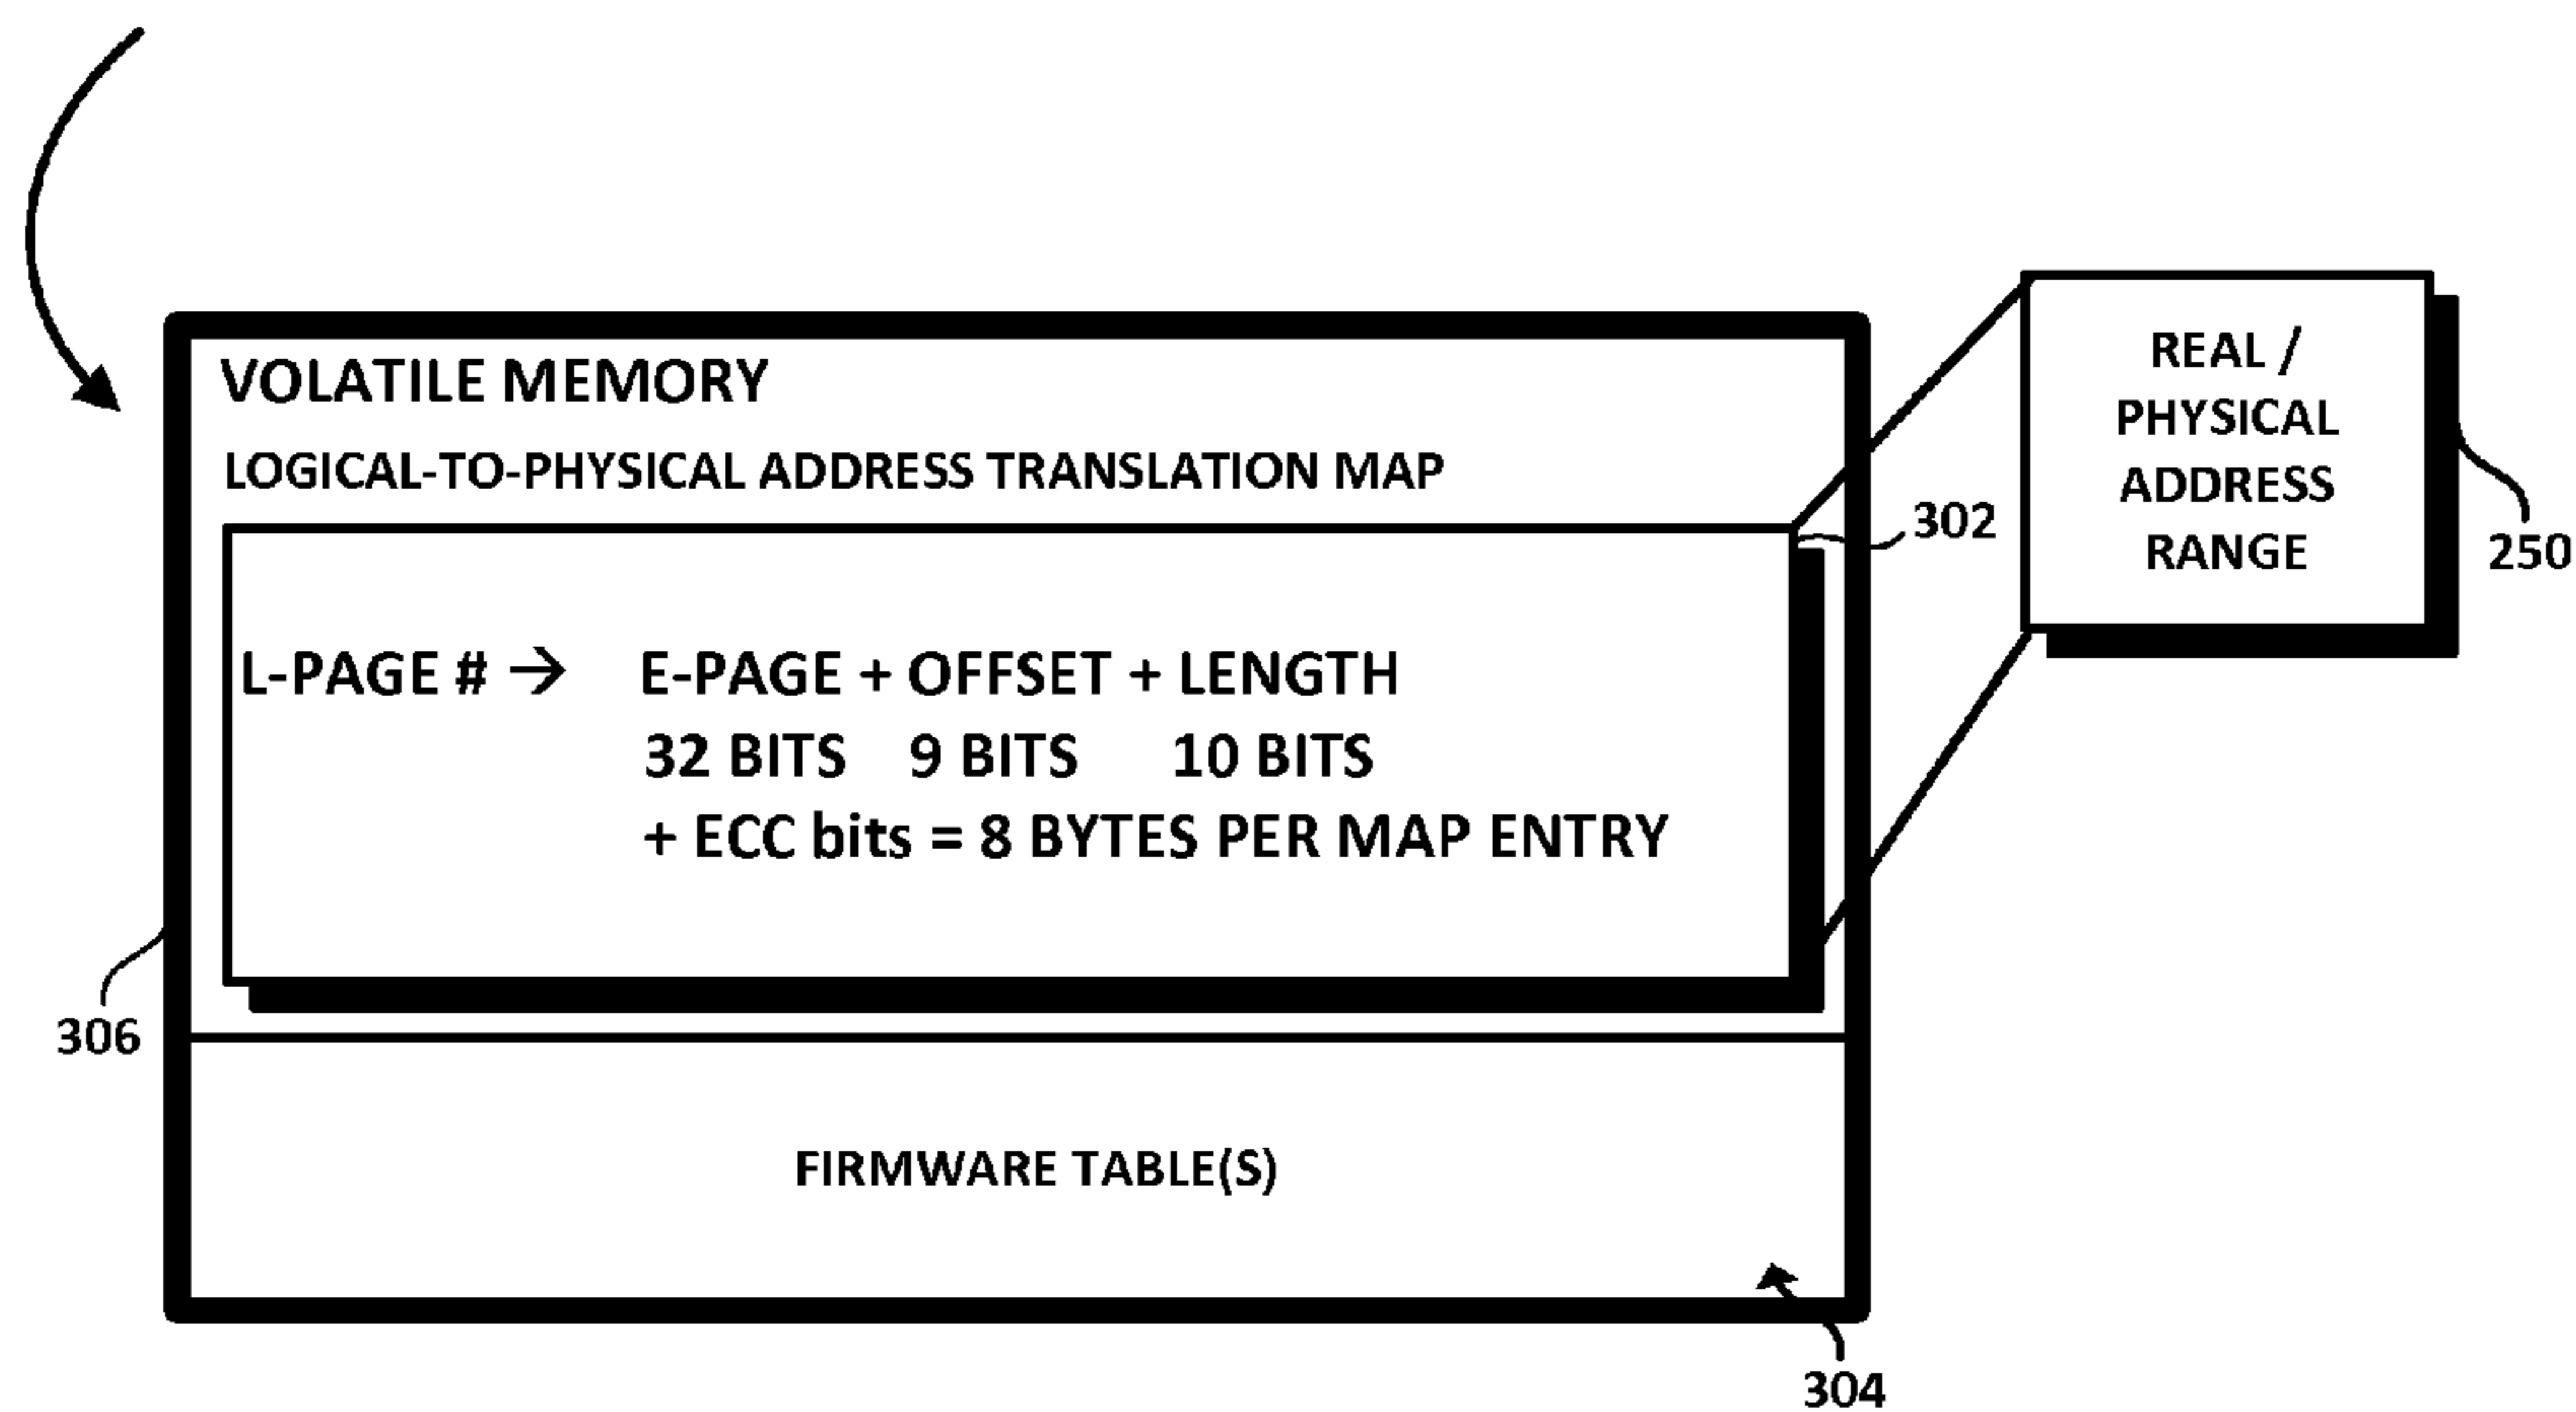 VOLATILE MEMORY
LOGICAL-TO-PHYSICAL ADDRESS TRANSLATION MAP
L-PAGE # → E-PAGE + OFFSET + LENGTH
32 BITS 9 BITS 10 BITS
+ ECC bits = 8 BYTES PER MAP ENTRY
FIRMWARE TABLE(S)
REAL /
PHYSICAL
ADDRESS
RANGE
302
250
306
304